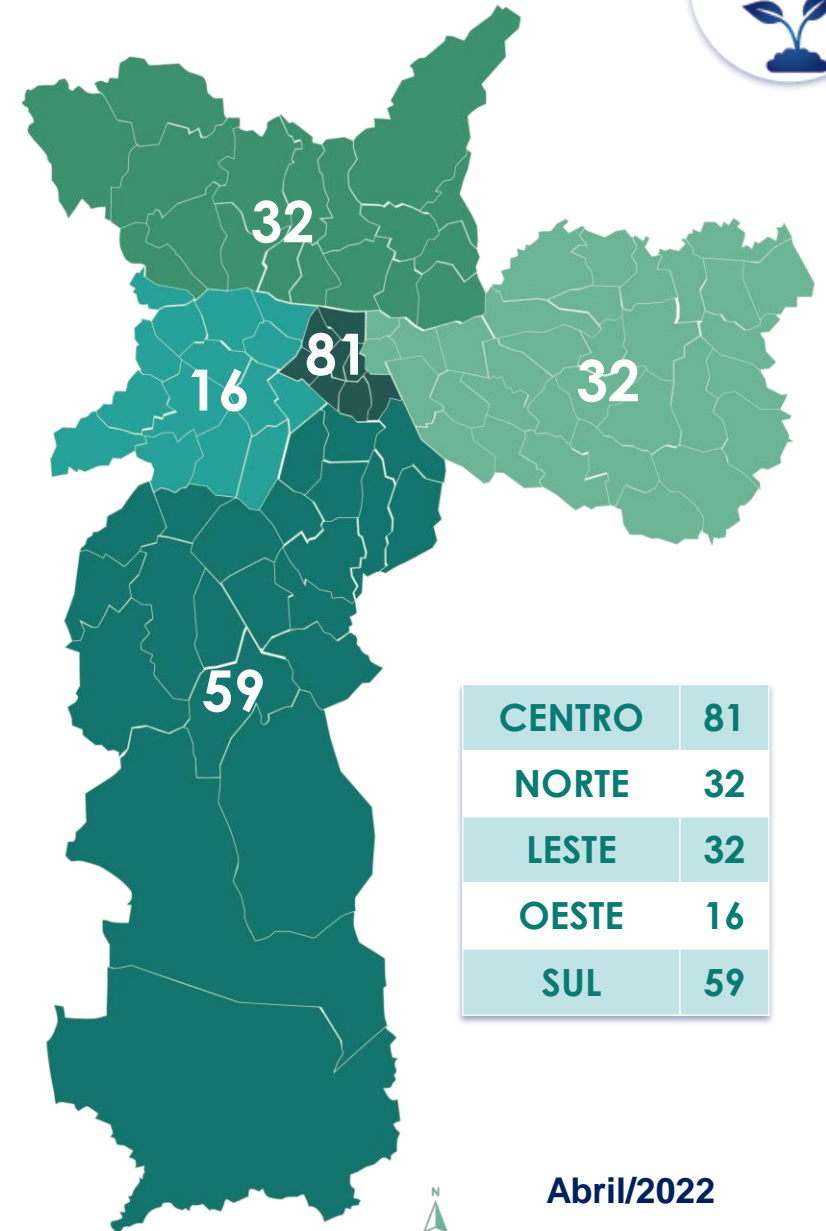 32
81
32
16
59
CENTRO 81
NORTE 32
LESTE 32
OESTE 16
SUL 59
N
Abril/2022